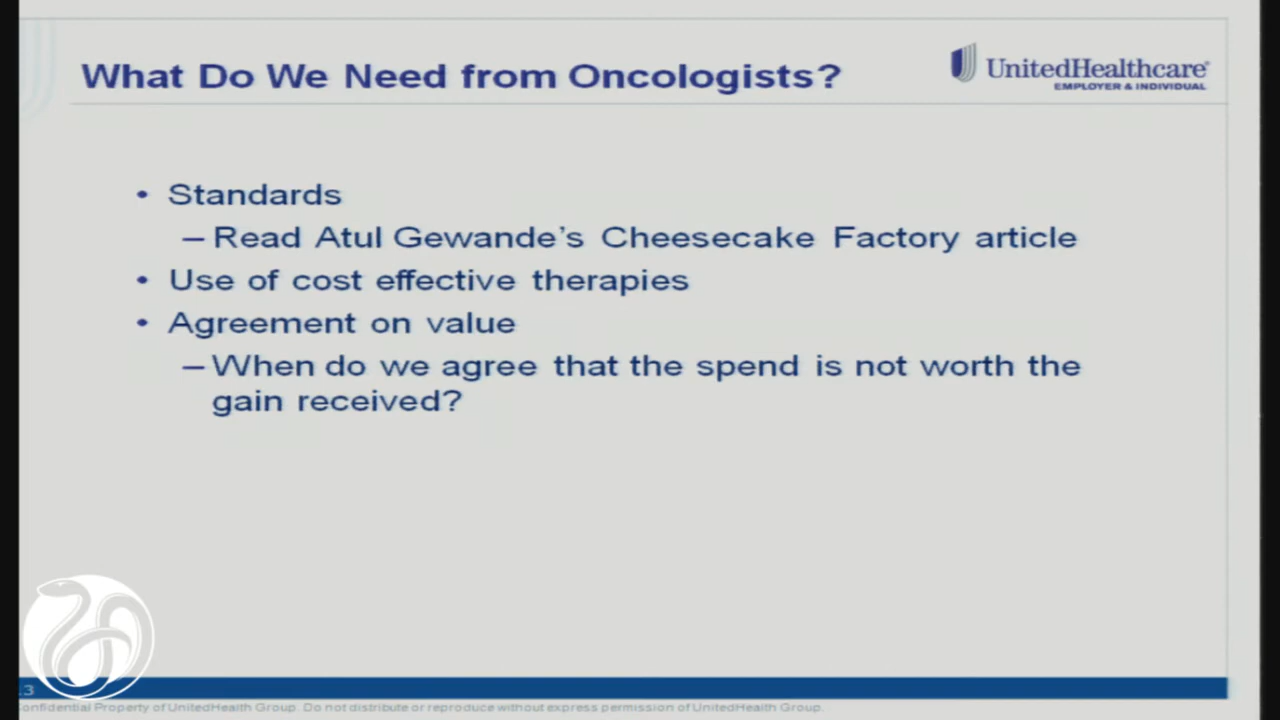 What Do We Need from Oncologists?
UnitedHealthcare®
EMPLOYER & INDIVIDUAL
• Standards
– Read Atul Gewande's Cheesecake Factory article
• Use of cost effective therapies
• Agreement on value
– When do we agree that the spend is not worth the
gain received?
3
Confidential Property of UnitedHealth Group. Do not distribute or reproduce without express permission of UnitedHealth Group.